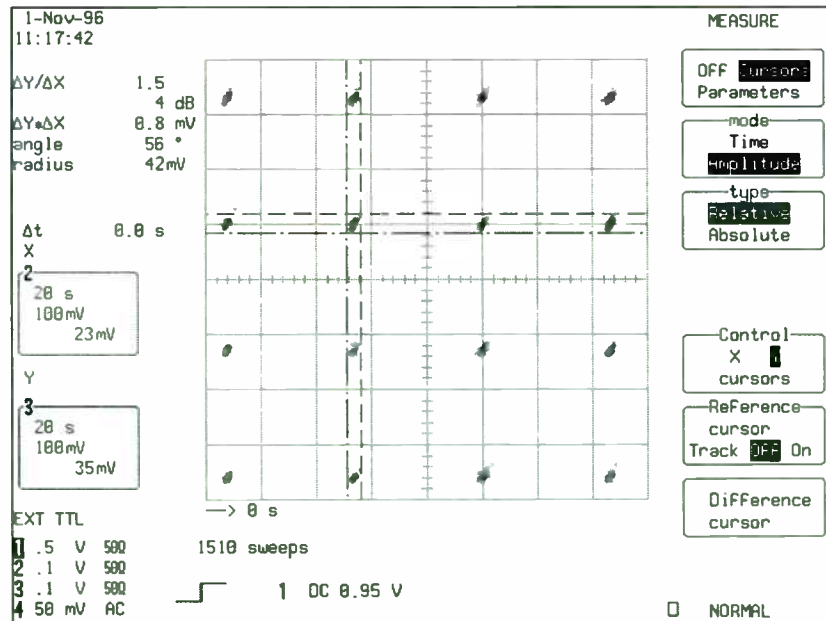 1-Nov-96
11:17:42
MEASURE
ΔY/ΔX 1.5
4 dB
ΔY*ΔX 0.8 mV
angle 56 °
radius 42mV
Δt 0.0 s
X
2
20 s
100mV
23mV
Y
3
20 s
100mV
35mV
EXT TTL
1 .5 V 50Ω
2 .1 V 50Ω
3 .1 V 50Ω
4 50 mV AC
—> 0 s
1510 sweeps
1 DC 0.95 V
OFF Cursors
Parameters
mode
Time
Amplitude
type
Relative
Absolute
Control
X
cursors
Reference
cursor
Track OFF On
Difference
cursor
NORMAL